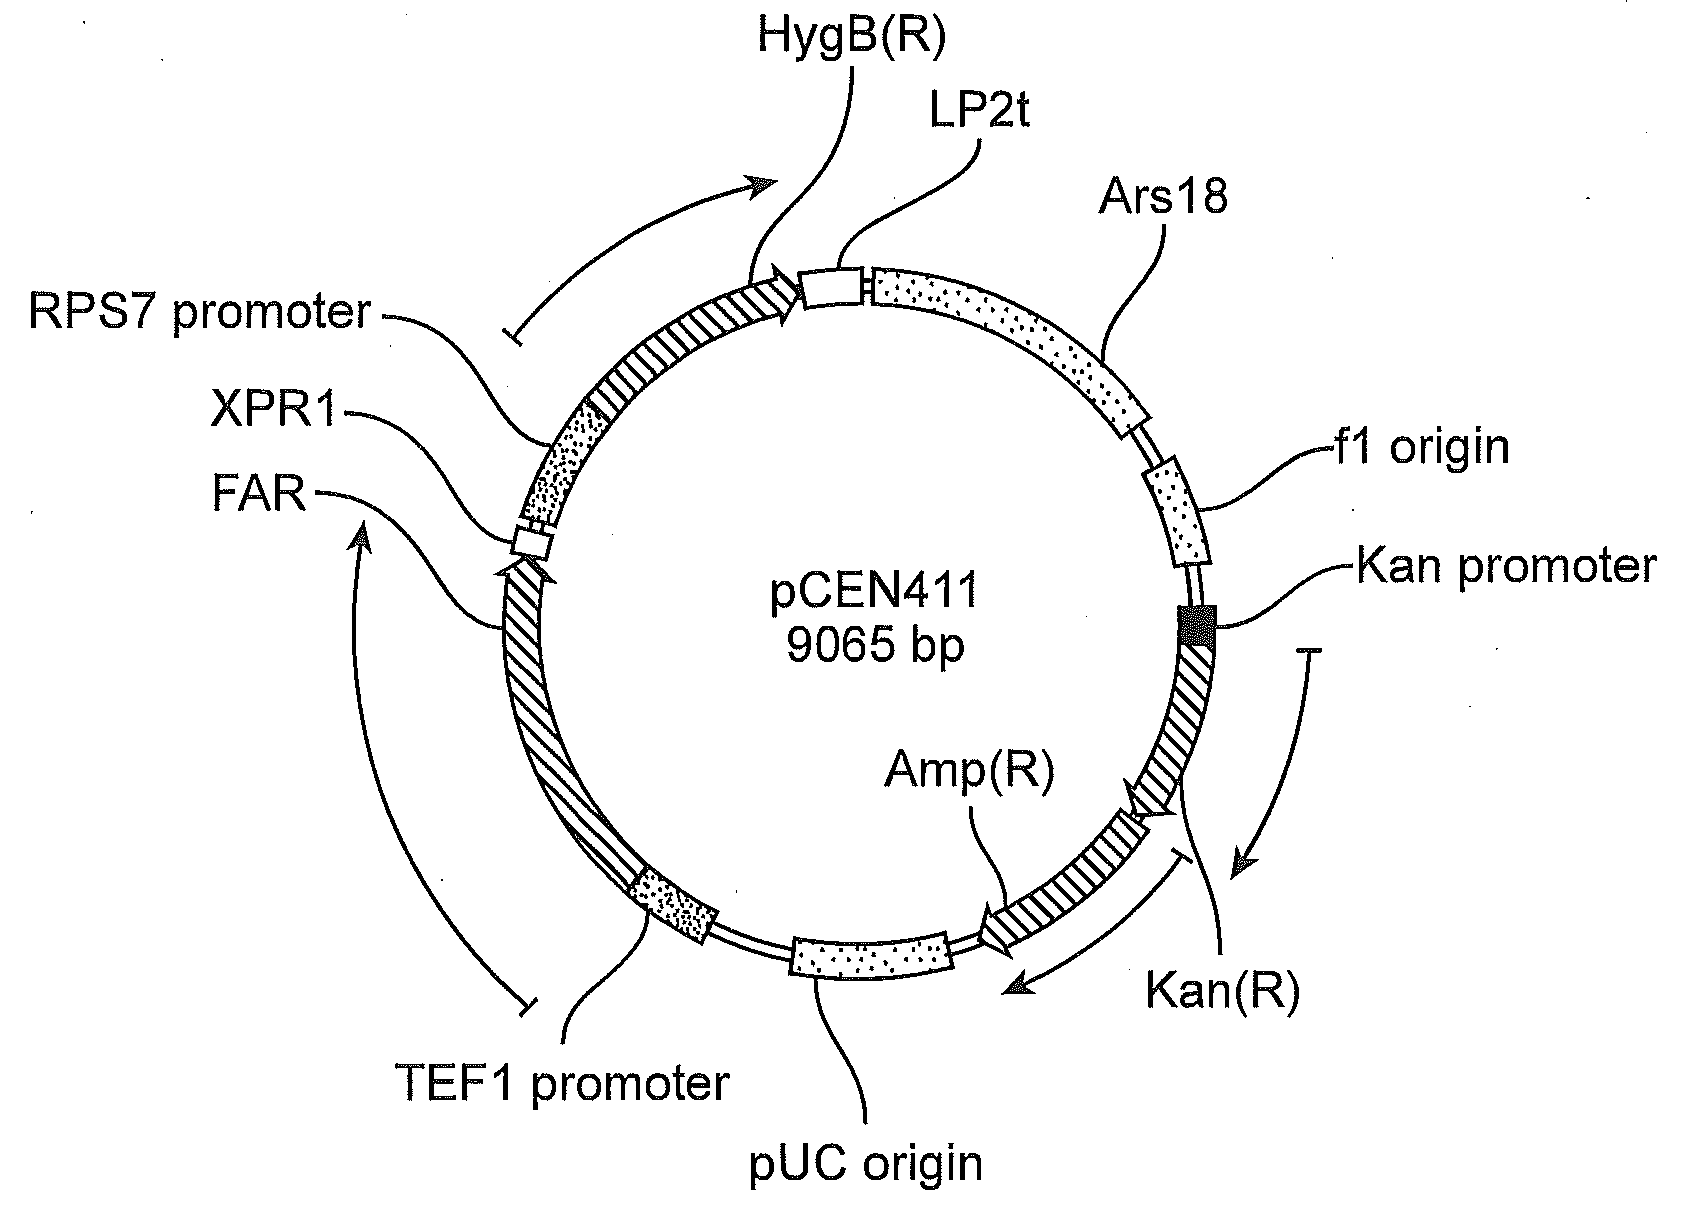 HygB(R)
LP2t
Ars18
RPS7 promoter
XPR1
f1 origin
FAR
Kan promoter
pCEN411
9065 bp
Amp(R)
Kan(R)
TEF1 promoter
pUC origin